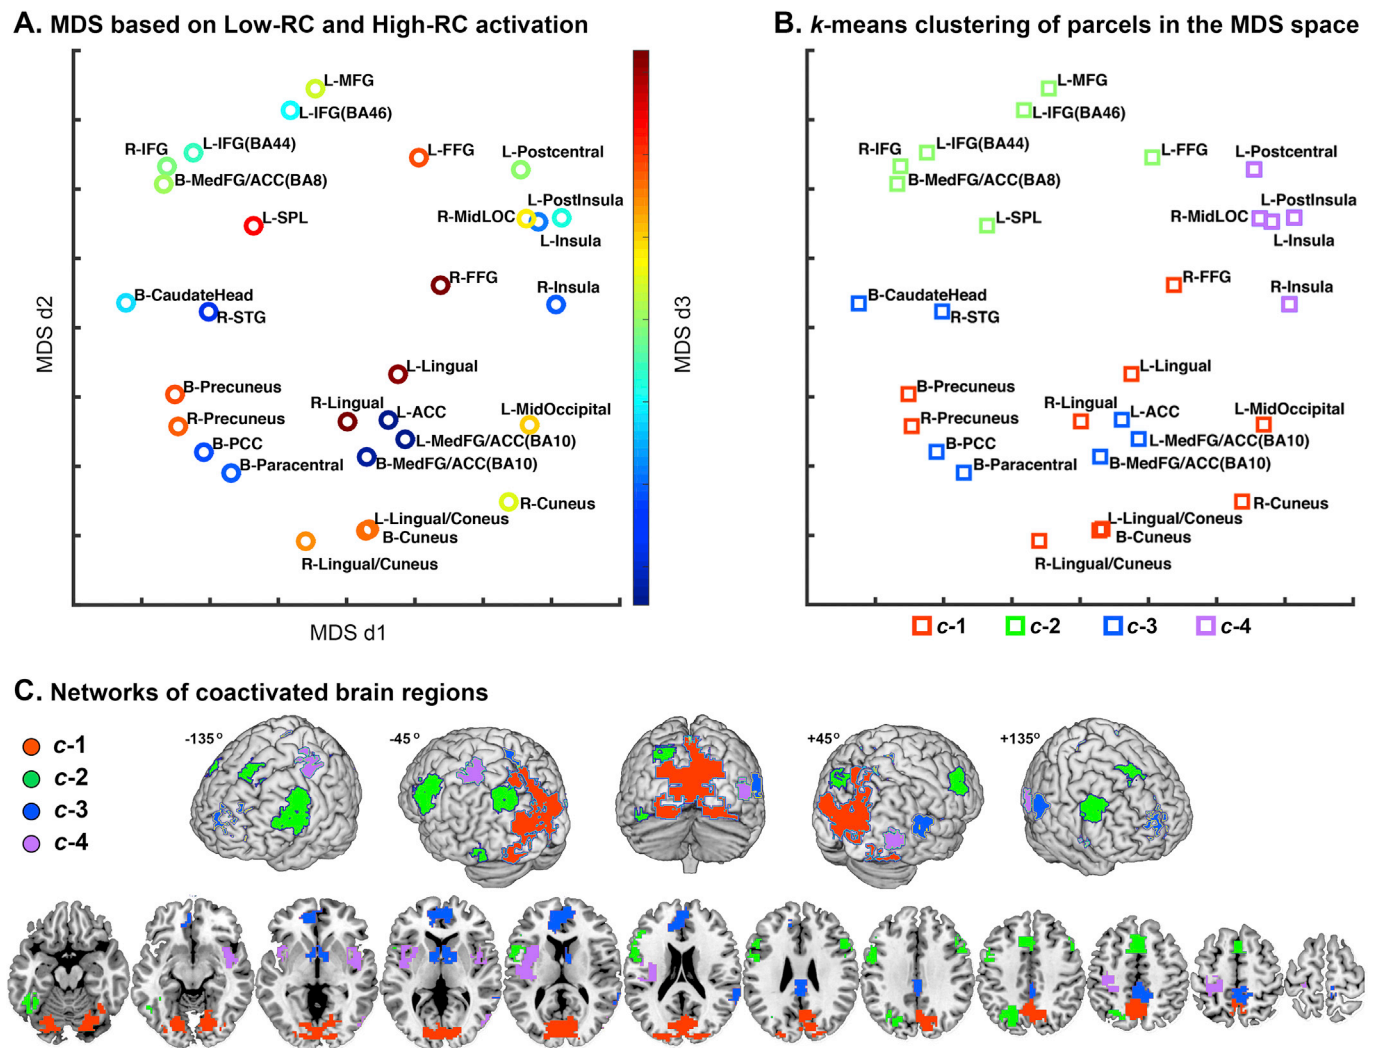 A. MDS based on Low-RC and High-RC activation
L-MFG
L-IFG(BA46)
R-IFG
L-IFG(BA44)
B-MedFG/ACC(BA8)
L-FFG
L-Postcentral
L-SPL
L-PostInsula
R-MidLOC
L-Insula
R-FFG
R-Insula
B-CaudateHead
R-STG
L-Lingual
B-Precuneus
R-Lingual
L-ACC
L-MidOccipital
R-Precuneus
L-MedFG/ACC(BA10)
B-PCC
B-Paracentral
B-MedFG/ACC(BA10)
R-Cuneus
L-Lingual/Coneus
B-Cuneus
R-Lingual/Cuneus
MDS d2
MDS d1
MDS d3
B. k-means clustering of parcels in the MDS space
L-MFG
L-IFG(BA46)
R-IFG
L-IFG(BA44)
B-MedFG/ACC(BA8)
L-FFG
L-Postcentral
L-SPL
L-PostInsula
R-MidLOC
L-Insula
R-FFG
R-Insula
B-CaudateHead
R-STG
L-Lingual
B-Precuneus
R-Lingual
L-ACC
L-MidOccipital
R-Precuneus
L-MedFG/ACC(BA10)
B-PCC
B-Paracentral
B-MedFG/ACC(BA10)
R-Cuneus
L-Lingual/Coneus
B-Cuneus
R-Lingual/Cuneus
c-1 c-2 c-3 c-4
C. Networks of coactivated brain regions
c-1
c-2
c-3
c-4
-135° -45° +45° +135°